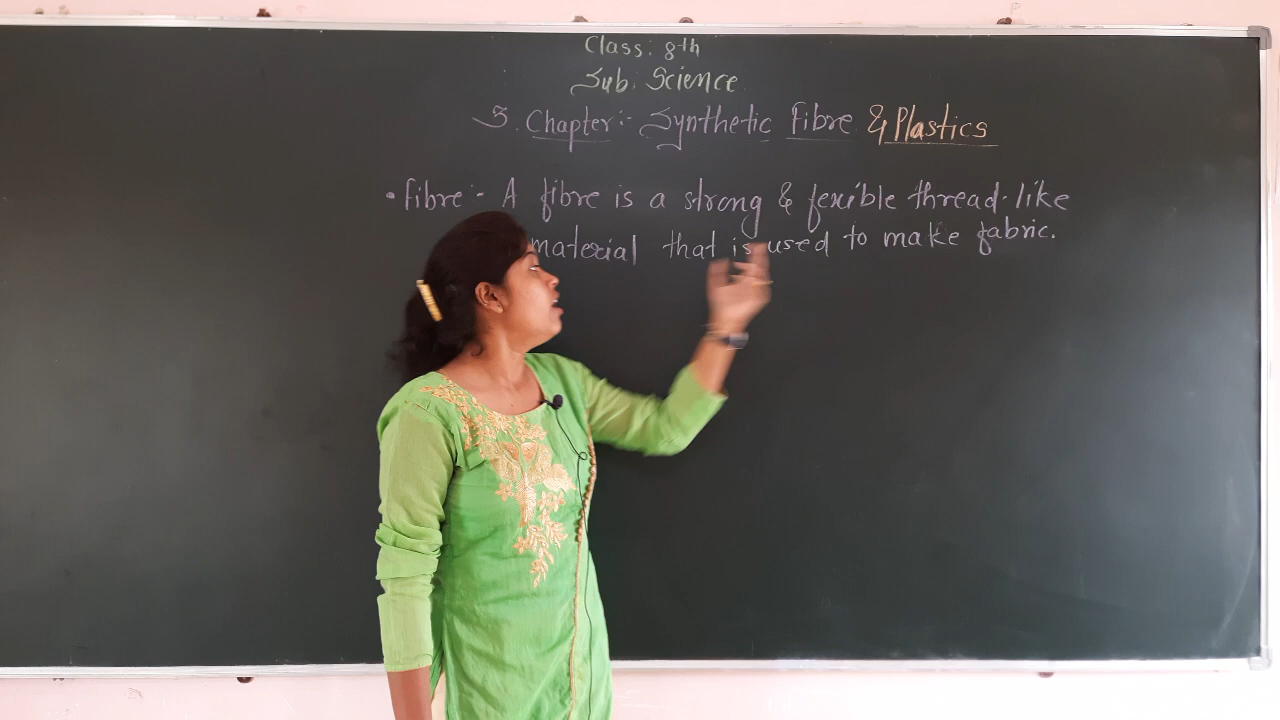 Class: 8th
Sub: Science
3. Chapter:- Synthetic Fibre & Plastics
• Fibre:- A fibre is a strong & fexible thread-like
material that is used to make fabric.